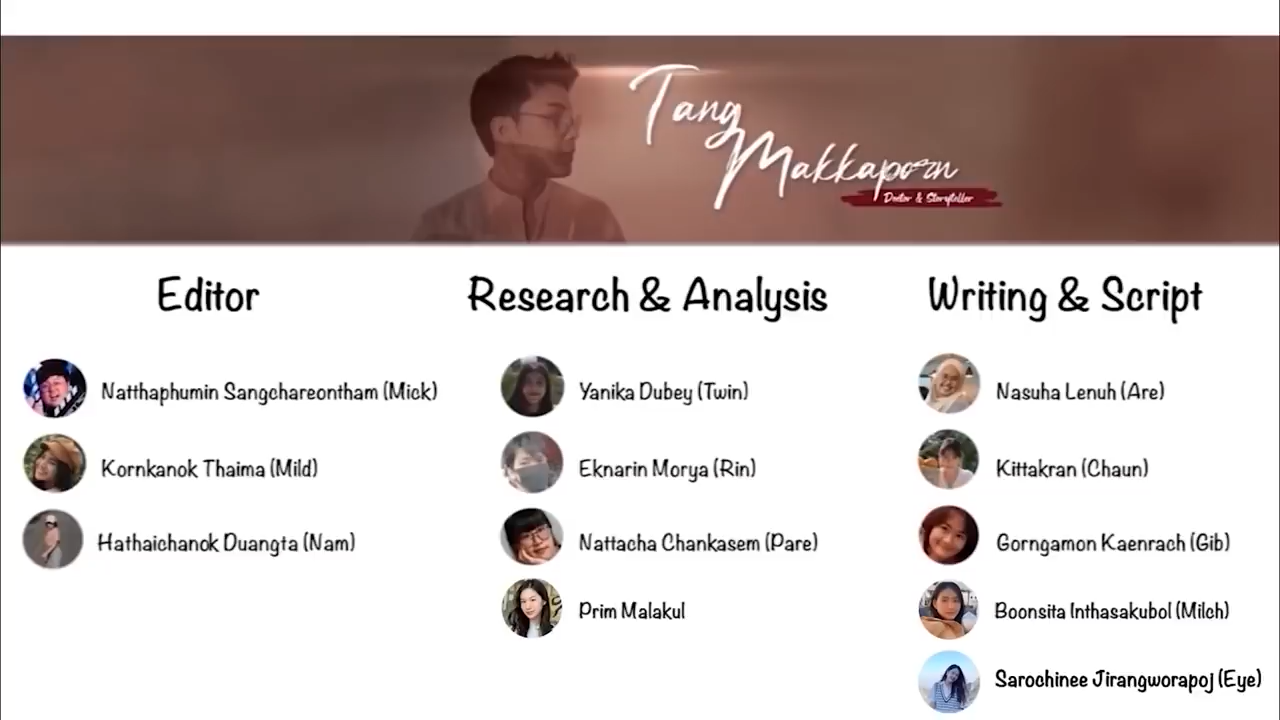 Tang
Makkaporn
Doctor & Storyteller
Editor
Natthaphumin Sangchareontham (Mick)
Kornkanok Thaima (Mild)
Hathaichanok Duangta (Nam)
Research & Analysis
Yanika Dubey (Twin)
Eknarin Morya (Rin)
Nattacha Chankasem (Pare)
Prim Malakul
Writing & Script
Nasuha Lenuh (Are)
Kittakran (Chaun)
Gorngamon Kaenrach (Gib)
Boonsita Inthasakubol (Milch)
Sarochinee Jirangworapoj (Eye)